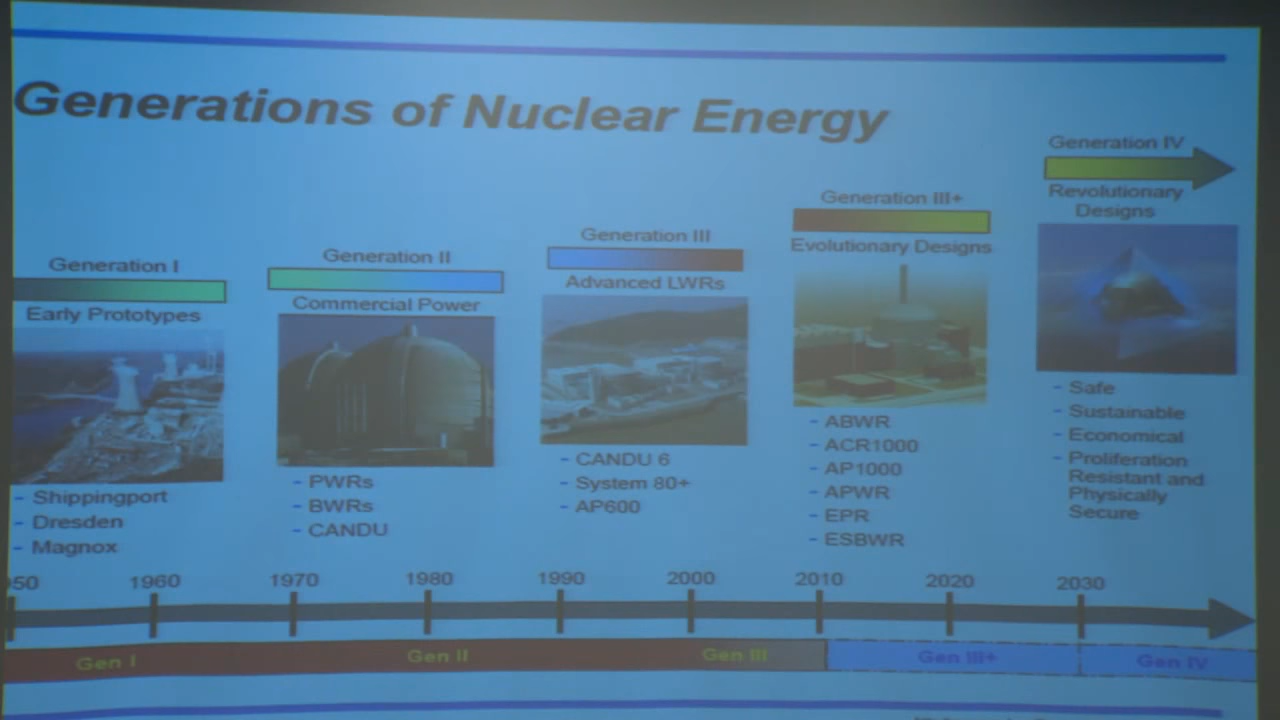 Generations of Nuclear Energy
Generation I
Early Prototypes
- Shippingport
- Dresden
- Magnox
Generation II
Commercial Power
- PWRs
- BWRs
- CANDU
Generation III
Advanced LWRs
- CANDU 6
- System 80+
- AP600
Generation III+
Evolutionary Designs
- ABWR
- ACR1000
- AP1000
- APWR
- EPR
- ESBWR
Generation IV
Revolutionary
Designs
- Safe
- Sustainable
- Economical
- Proliferation
Resistant and
Physically
Secure
50 1960 1970 1980 1990 2000 2010 2020 2030
Gen I Gen II Gen III Gen III+ Gen IV